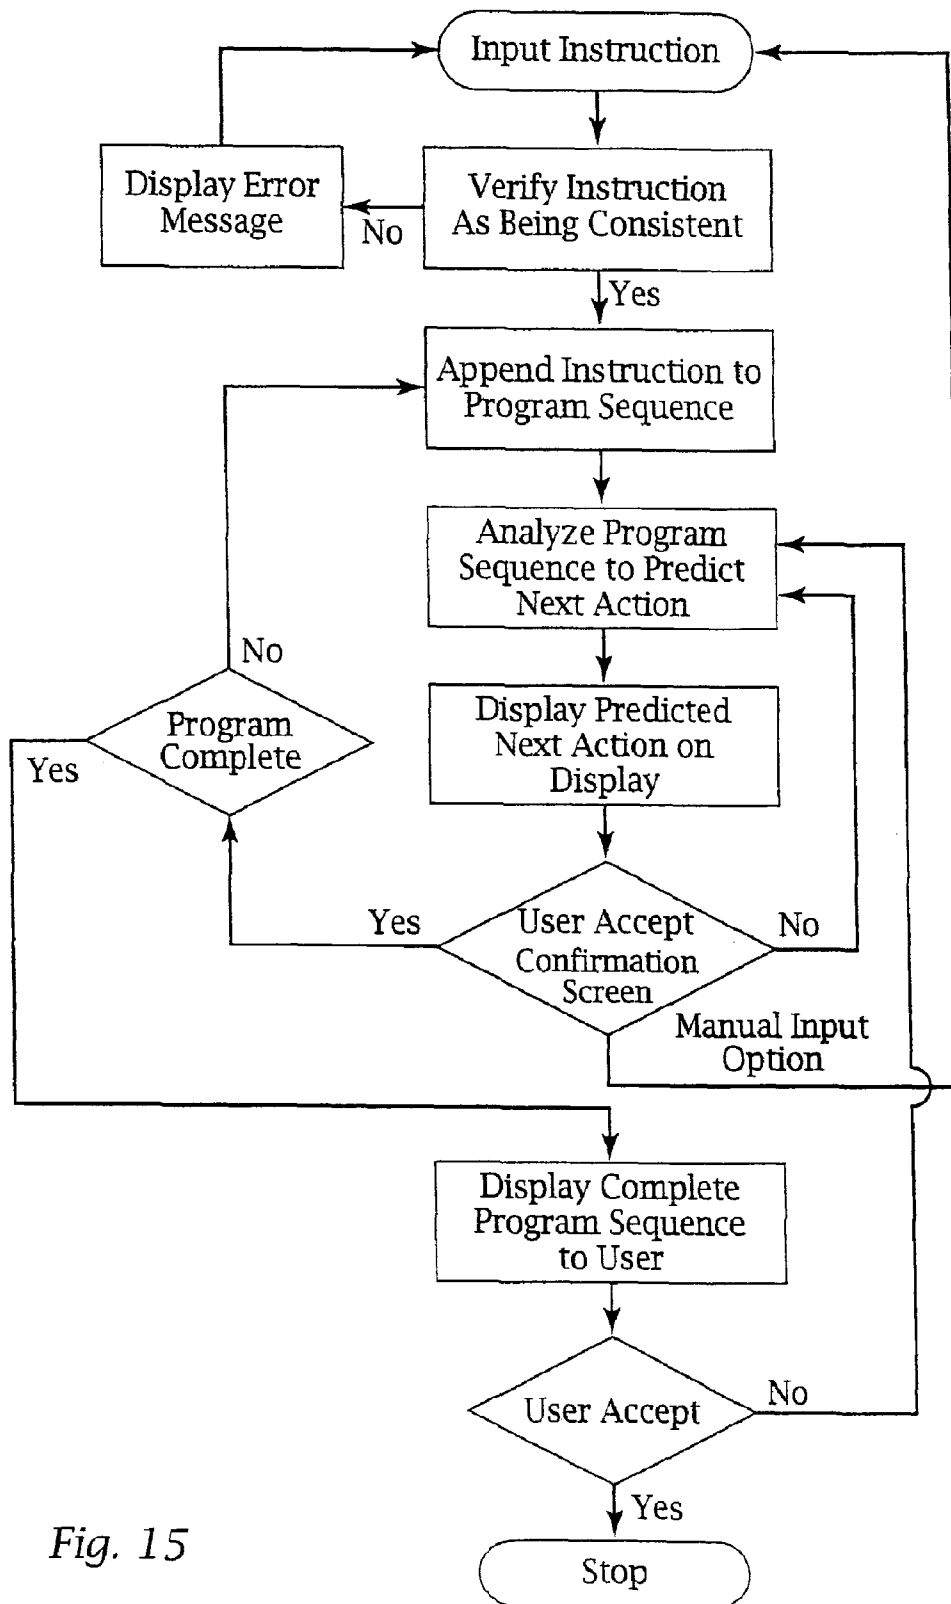 Input Instruction
Display Error
Message
Verify Instruction
As Being Consistent
No
Yes
Append Instruction to
Program Sequence
Analyze Program
Sequence to Predict
Next Action
No
Program
Complete
Yes
Display Predicted
Next Action on
Display
Yes
User Accept
Confirmation
Screen
No
Manual Input
Option
Display Complete
Program Sequence
to User
User Accept
No
Yes
Stop
Fig. 15